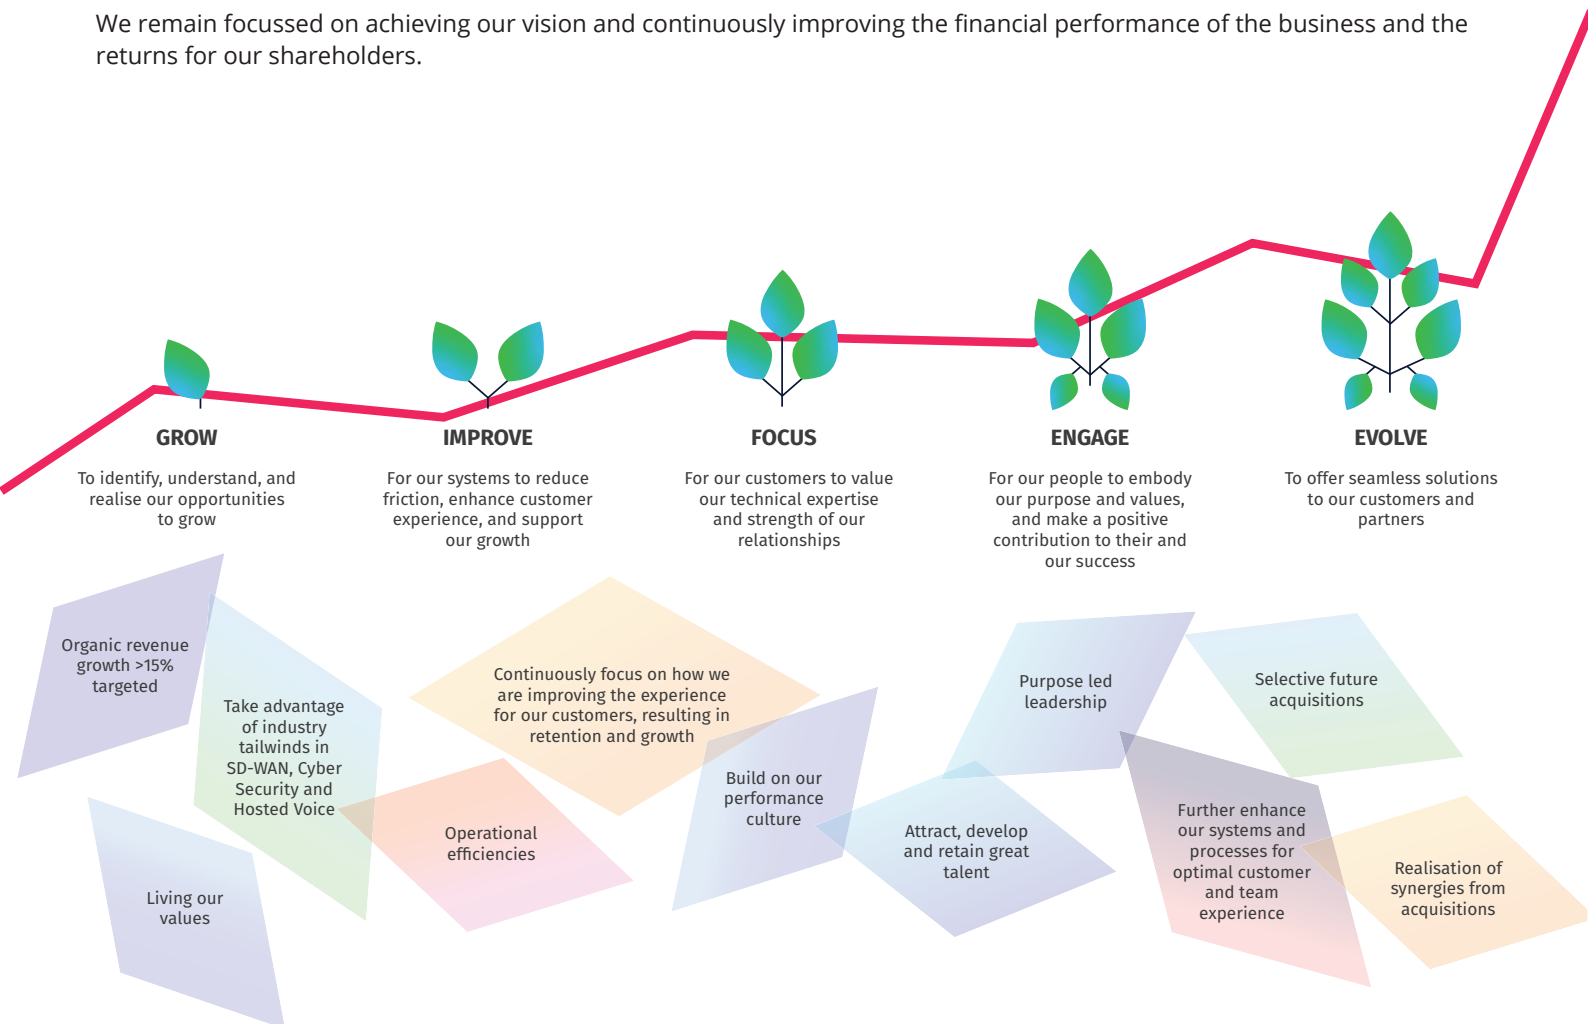 We remain focussed on achieving our vision and continuously improving the financial performance of the business and the
returns for our shareholders.
GROW
To identify, understand, and
realise our opportunities
to grow
IMPROVE
For our systems to reduce
friction, enhance customer
experience, and support
our growth
FOCUS
For our customers to value
our technical expertise
and strength of our
relationships
ENGAGE
For our people to embody
our purpose and values,
and make a positive
contribution to their and
our success
EVOLVE
To offer seamless solutions
to our customers and
partners
Organic revenue
growth >15%
targeted
Take advantage
of industry
tailwinds in
SD-WAN, Cyber
Security and
Hosted Voice
Living our
values
Continuously focus on how we
are improving the experience
for our customers, resulting in
retention and growth
Operational
efficiencies
Build on our
performance
culture
Attract, develop
and retain great
talent
Purpose led
leadership
Selective future
acquisitions
Further enhance
our systems and
processes for
optimal customer
and team
experience
Realisation of
synergies from
acquisitions